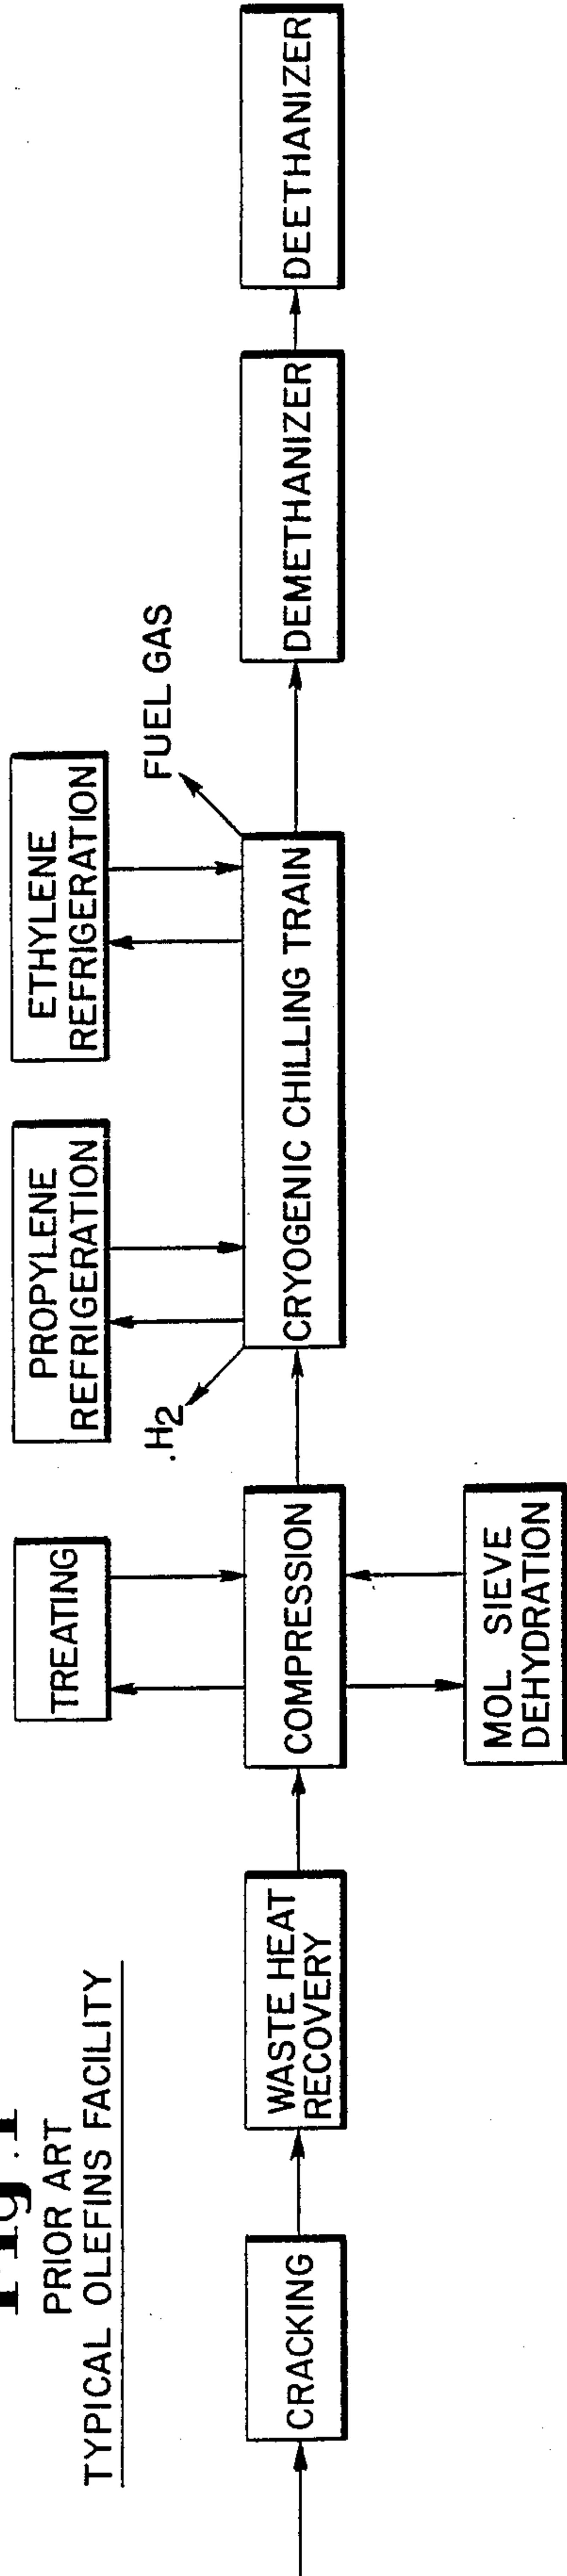 Fig. 1
PRIOR ART
TYPICAL OLEFINS FACILITY
CRACKING
WASTE HEAT
RECOVERY
TREATING
COMPRESSION
MOL SIEVE
DEHYDRATION
H2
PROPYLENE
REFRIGERATION
ETHYLENE
REFRIGERATION
CRYOGENIC CHILLING TRAIN
FUEL GAS
DEMETHANIZER
DEETHANIZER